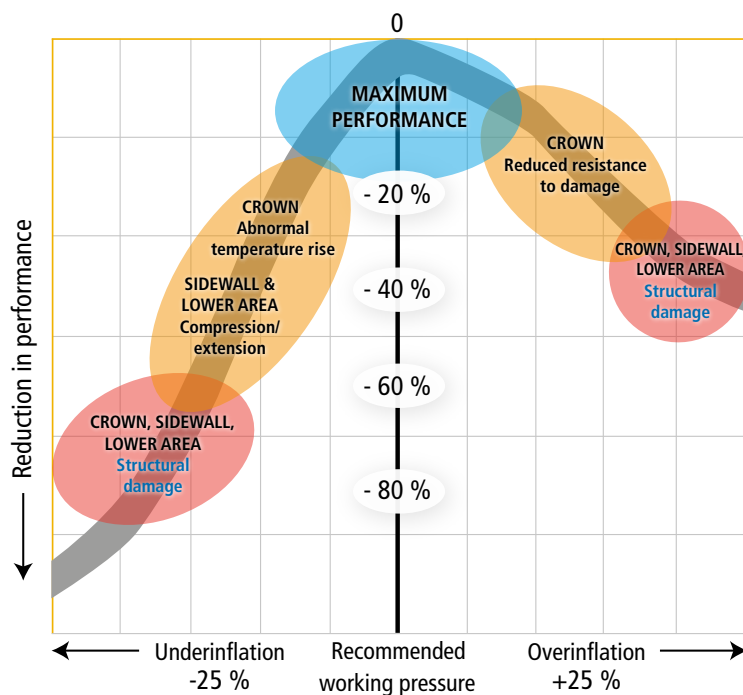 0
MAXIMUM
PERFORMANCE
CROWN
Reduced resistance
to damage
- 20 %
CROWN
Abnormal
temperature rise
SIDEWALL &
LOWER AREA
Compression/
extension
CROWN, SIDEWALL,
LOWER AREA
Structural
damage
- 40 %
- 60 %
CROWN, SIDEWALL,
LOWER AREA
Structural
damage
- 80 %
Reduction in performance
Underinflation
-25 %
Recommended
working pressure
Overinflation
+25 %